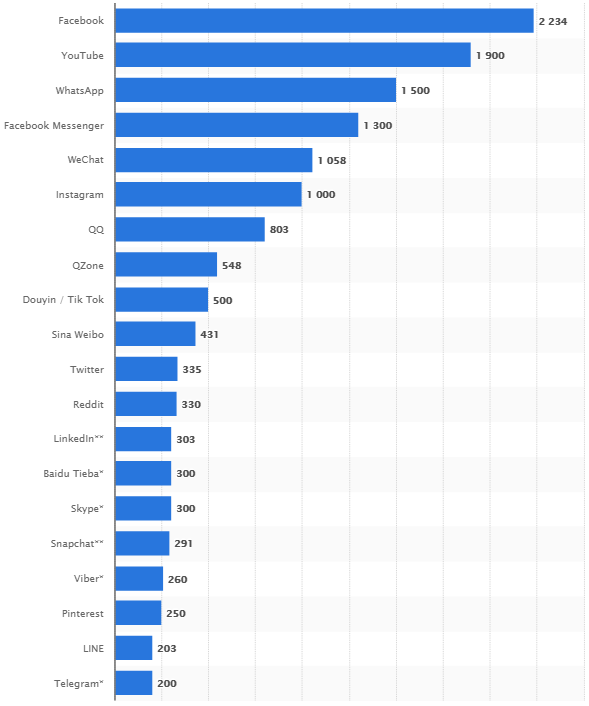 Facebook 2 234
YouTube 1 900
WhatsApp 1 500
Facebook Messenger 1 300
WeChat 1 058
Instagram 1 000
QQ 803
QZone 548
Douyin / Tik Tok 500
Sina Weibo 431
Twitter 335
Reddit 330
LinkedIn** 303
Baidu Tieba* 300
Skype* 300
Snapchat** 291
Viber* 260
Pinterest 250
LINE 203
Telegram* 200